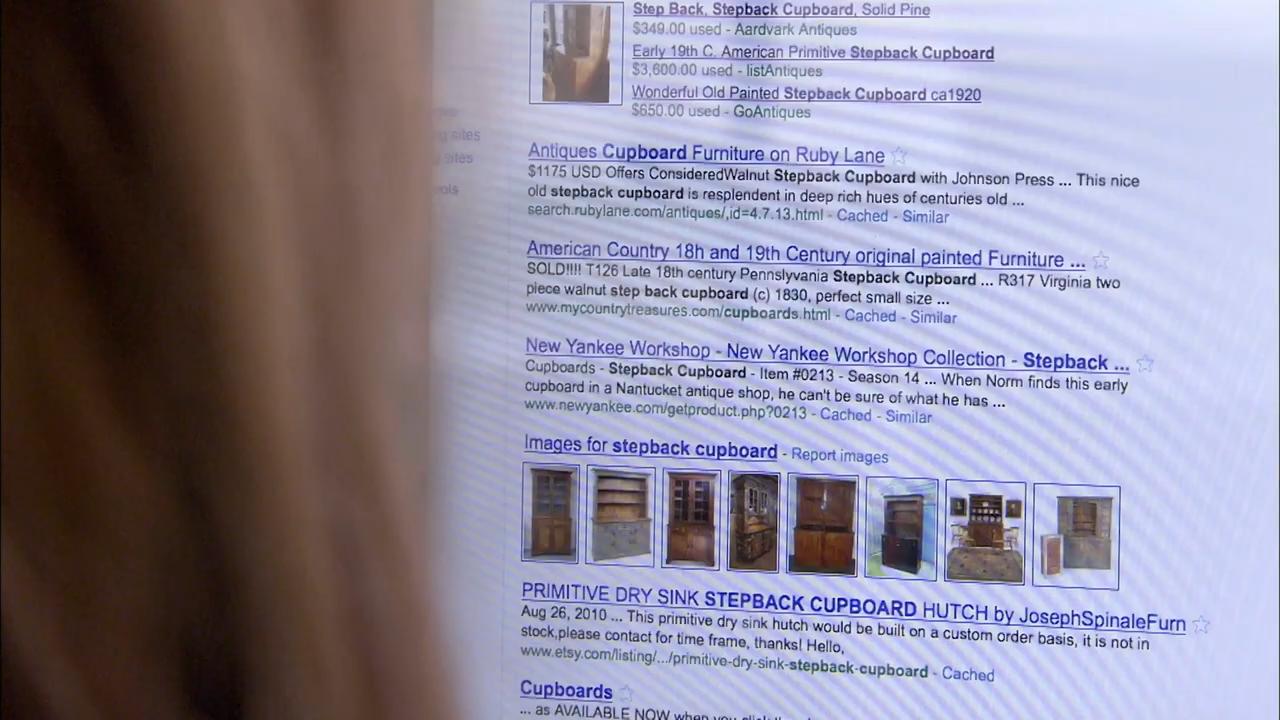 Step Back, Stepback Cupboard, Solid Pine
$349.00 used - Aardvark Antiques
Early 19th C. American Primitive Stepback Cupboard
$3,600.00 used - listAntiques
Wonderful Old Painted Stepback Cupboard ca1920
$650.00 used - GoAntiques
sites
sites
Antiques Cupboard Furniture on Ruby Lane
$1175 USD Offers ConsideredWalnut Stepback Cupboard with Johnson Press ... This nice
old stepback cupboard is resplendent in deep rich hues of centuries old ...
search.rubylane.com/antiques/,id=4.7.13.html - Cached - Similar
American Country 18h and 19th Century original painted Furniture ...
SOLD!!!! T126 Late 18th century Pennslyvania Stepback Cupboard ... R317 Virginia two
piece walnut step back cupboard (c) 1830, perfect small size ...
www.mycountrytreasures.com/cupboards.html - Cached - Similar
New Yankee Workshop - New Yankee Workshop Collection - Stepback ...
Cupboards - Stepback Cupboard - Item #0213 - Season 14 ... When Norm finds this early
cupboard in a Nantucket antique shop, he can't be sure of what he has ...
www.newyankee.com/getproduct.php?0213 - Cached - Similar
Images for stepback cupboard - Report images
PRIMITIVE DRY SINK STEPBACK CUPBOARD HUTCH by JosephSpinaleFurn
Aug 26, 2010 ... This primitive dry sink hutch would be built on a custom order basis, it is not in
stock,please contact for time frame, thanks! Hello,
www.etsy.com/listing/.../primitive-dry-sink-stepback-cupboard - Cached
Cupboards
... as AVAILABLE NOW when you click